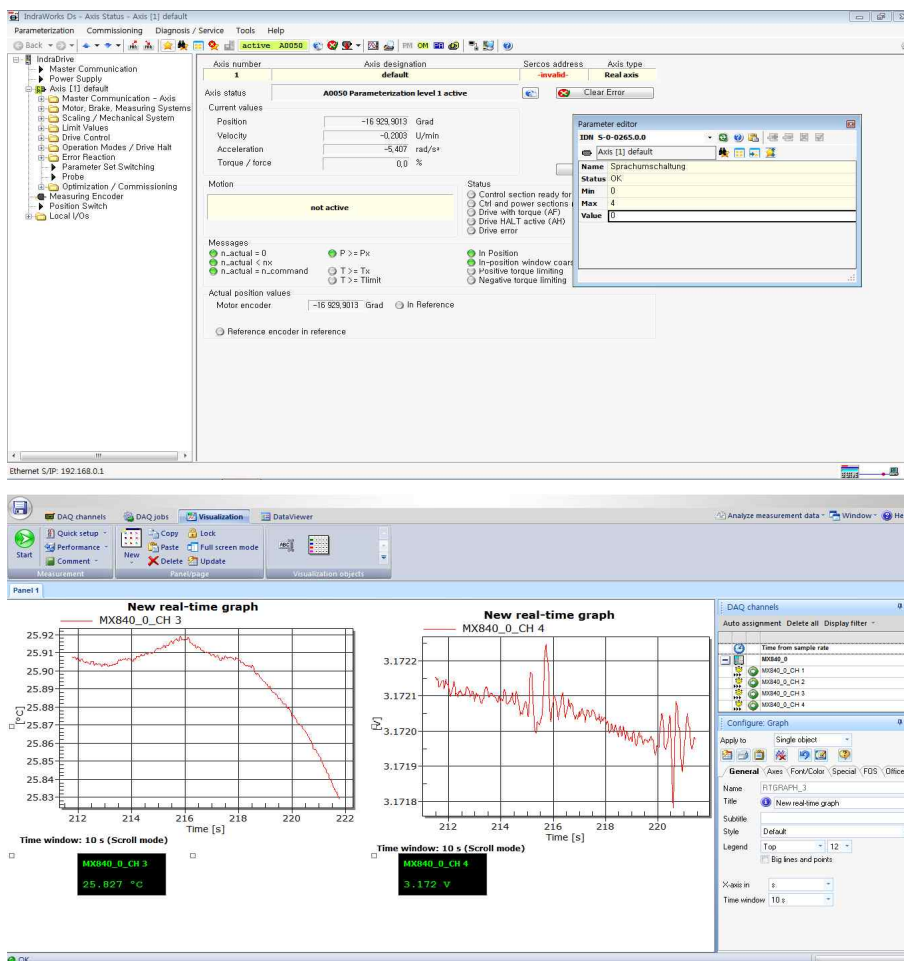 IndraWorks Ds - Axis Status - Axis [1] default
Parameterization Commissioning Diagnosis / Service Tools Help
Back active A0050 PM OM
IndraDrive
Master Communication
Power Supply
Axis [1] default
Master Communication - Axis
Motor, Brake, Measuring Systems
Scaling / Mechanical System
Limit Values
Drive Control
Operation Modes / Drive Halt
Error Reaction
Parameter Set Switching
Probe
Optimization / Commissioning
Measuring Encoder
Position Switch
Local I/Os
Axis number Axis designation Sercos address Axis type
1 default -invalid- Real axis
Axis status A0050 Parameterization level 1 active Clear Error
Current values
Position -16 929,9013 Grad
Velocity -0,2003 U/min
Acceleration -5,407 rad/s²
Torque / force 0,0 %
Motion
not active
Status
Control section ready for
Ctrl and power sections
Drive with torque (AF)
Drive HALT active (AH)
Drive error
Messages
n_actual = 0 P >= Px In Position
n_actual < nx In-position window coars
n_actual = n_command T >= Tx Positive torque limiting
T >= Tlimit Negative torque limiting
Actual position values
Motor encoder -16 929,9013 Grad In Reference
Reference encoder in reference
Parameter editor
IDN S-0-0265.0.0
Axis [1] default
Name Sprachumschaltung
Status OK
Min 0
Max 4
Value 0
Ethernet S/IP: 192.168.0.1
DAQ channels DAQ jobs Visualization DataViewer Analyze measurement data Window He
Start
Quick setup
Performance
Comment
Measurement
New
Copy Lock
Paste Full screen mode
Delete Update
Panel/page
Visualization objects
Panel 1
New real-time graph
MX840_0_CH 3
25.92
25.91
25.90
25.89
25.88
25.87
25.86
25.85
25.84
25.83
[°C]
212 214 216 218 220 222
Time [s]
Time window: 10 s (Scroll mode)
MX840_0_CH 3
25.827 °C
New real-time graph
MX840_0_CH 4
3.1722
3.1721
3.1720
3.1719
3.1718
[V]
212 214 216 218 220
Time [s]
Time window: 10 s (Scroll mode)
MX840_0_CH 4
3.172 V
DAQ channels
Auto assignment Delete all Display filter
Time from sample rate
MX840_0
MX840_0_CH 1
MX840_0_CH 2
MX840_0_CH 3
MX840_0_CH 4
Configure: Graph
Apply to Single object
General Axes Font/Color Special FOS Office
Name RTGRAPH_3
Title New real-time graph
Subtitle
Style Default
Legend Top 12
Big lines and points
X-axis in s
Time window 10 s
OK